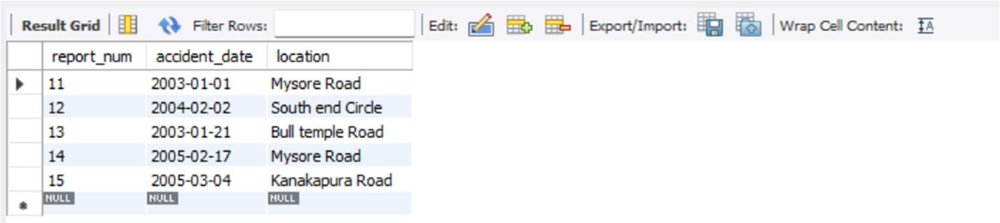 Result Grid Filter Rows: Edit: Export/Import: Wrap Cell Content: A
report_num accident_date location
11 2003-01-01 Mysore Road
12 2004-02-02 South end Circle
13 2003-01-21 Bull temple Road
14 2005-02-17 Mysore Road
15 2005-03-04 Kanakapura Road
NULL NULL NULL